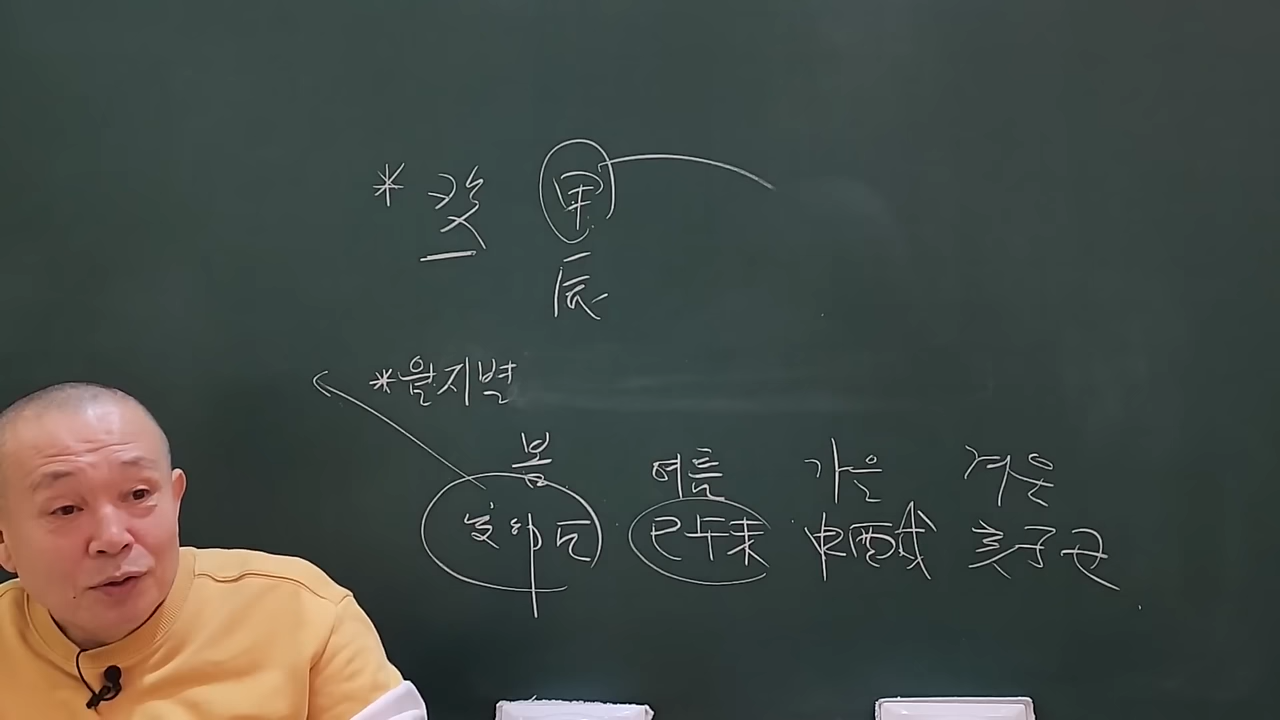 * 癸 甲
辰
*월지별
봄 여름 가을 겨울
寅卯辰 巳午未 申酉戌 亥子丑